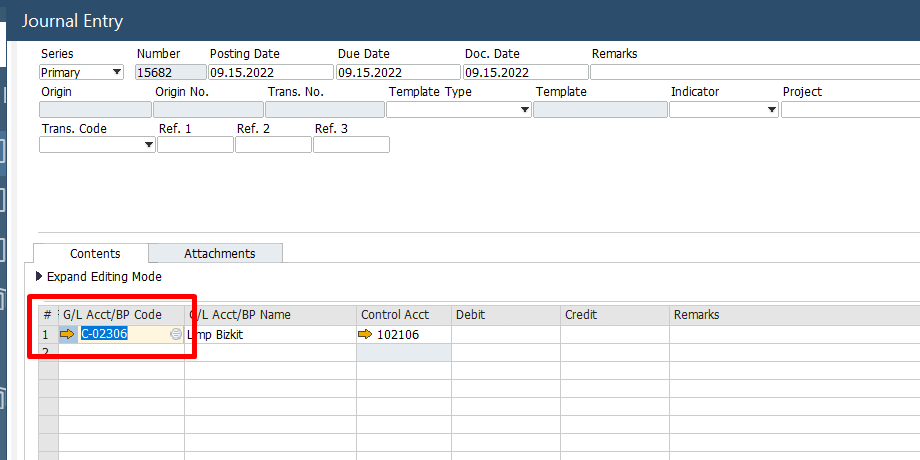 Journal Entry
Series Number Posting Date Due Date Doc. Date Remarks
Primary 15682 09.15.2022 09.15.2022 09.15.2022
Origin Origin No. Trans. No. Template Type Template Indicator Project
Trans. Code Ref. 1 Ref. 2 Ref. 3
Contents Attachments
Expand Editing Mode
# G/L Acct/BP Code G/L Acct/BP Name Control Acct Debit Credit Remarks
1 C-02306 Limp Bizkit 102106
2